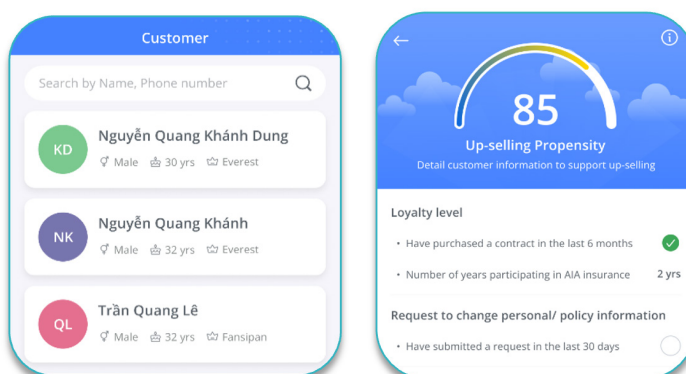 Customer
Search by Name, Phone number
KD
Nguyễn Quang Khánh Dung
Male 30 yrs Everest
NK
Nguyễn Quang Khánh
Male 32 yrs Everest
QL
Trần Quang Lê
Male 32 yrs Fansipan
85
Up-selling Propensity
Detail customer information to support up-selling
Loyalty level
• Have purchased a contract in the last 6 months
• Number of years participating in AIA insurance 2 yrs
Request to change personal/ policy information
• Have submitted a request in the last 30 days